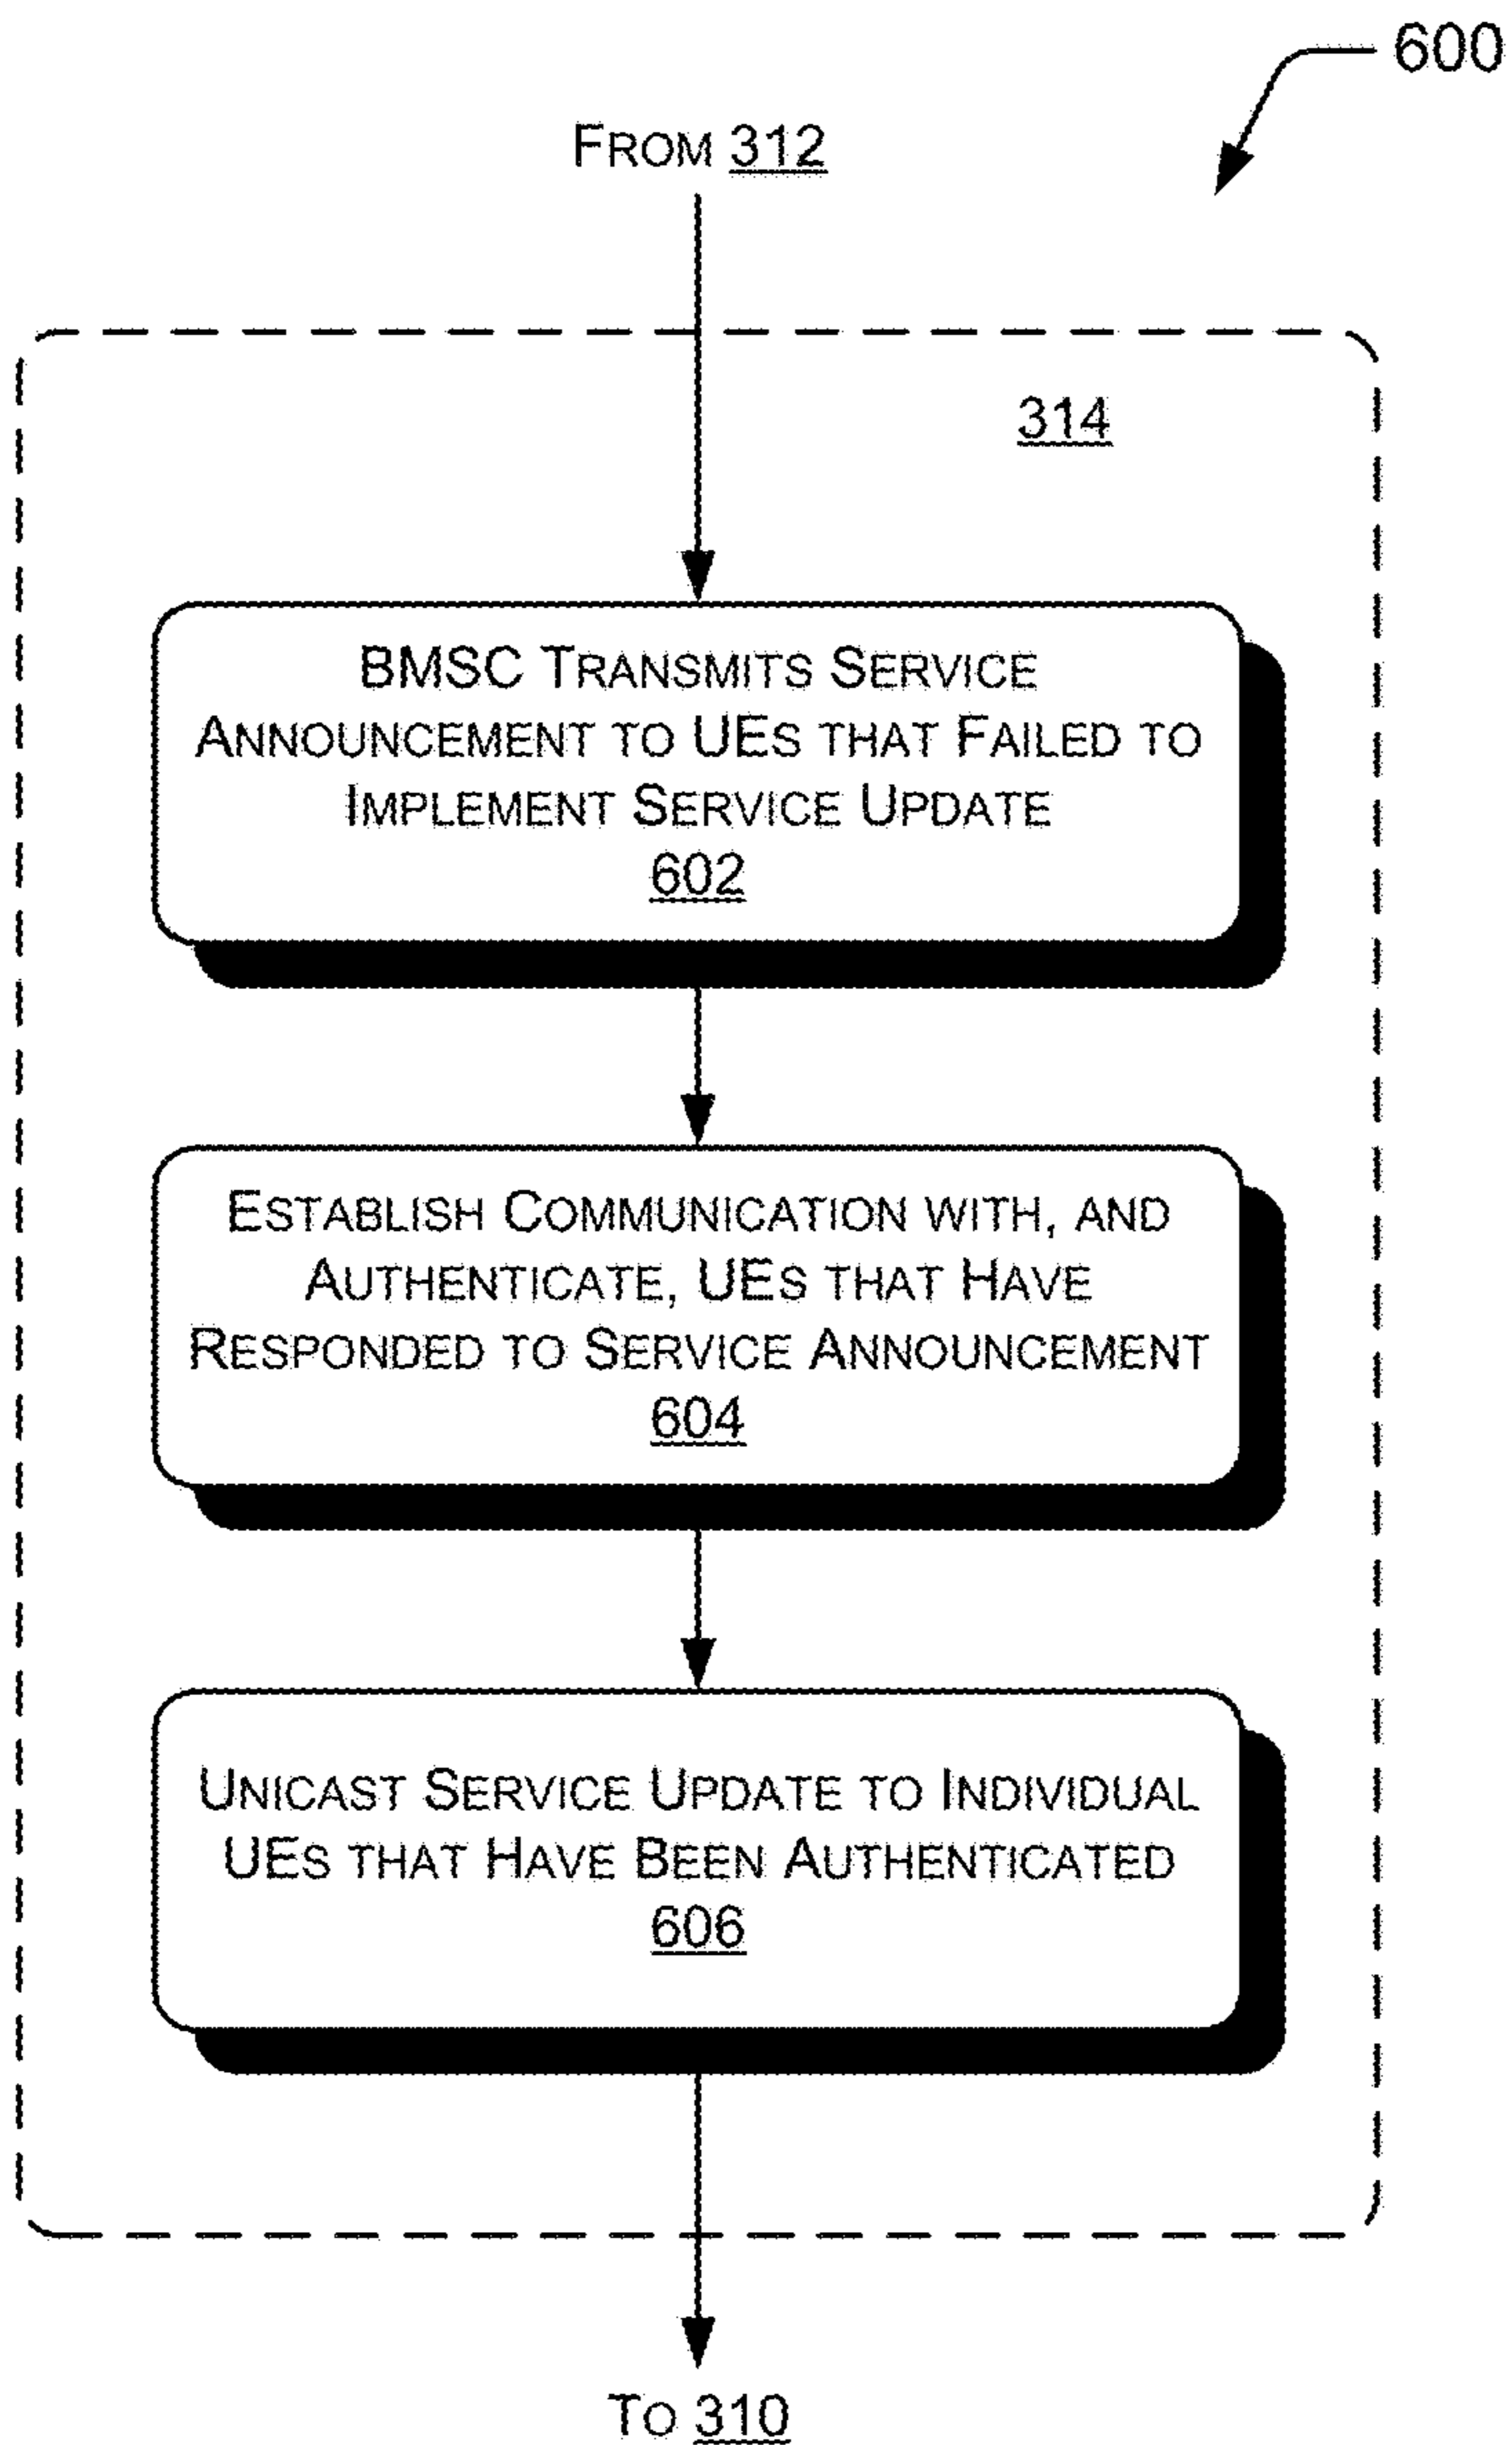 600
FROM 312
314
BMSC TRANSMITS SERVICE
ANNOUNCEMENT TO UES THAT FAILED TO
IMPLEMENT SERVICE UPDATE
602
ESTABLISH COMMUNICATION WITH, AND
AUTHENTICATE, UES THAT HAVE
RESPONDED TO SERVICE ANNOUNCEMENT
604
UNICAST SERVICE UPDATE TO INDIVIDUAL
UES THAT HAVE BEEN AUTHENTICATED
606
TO 310